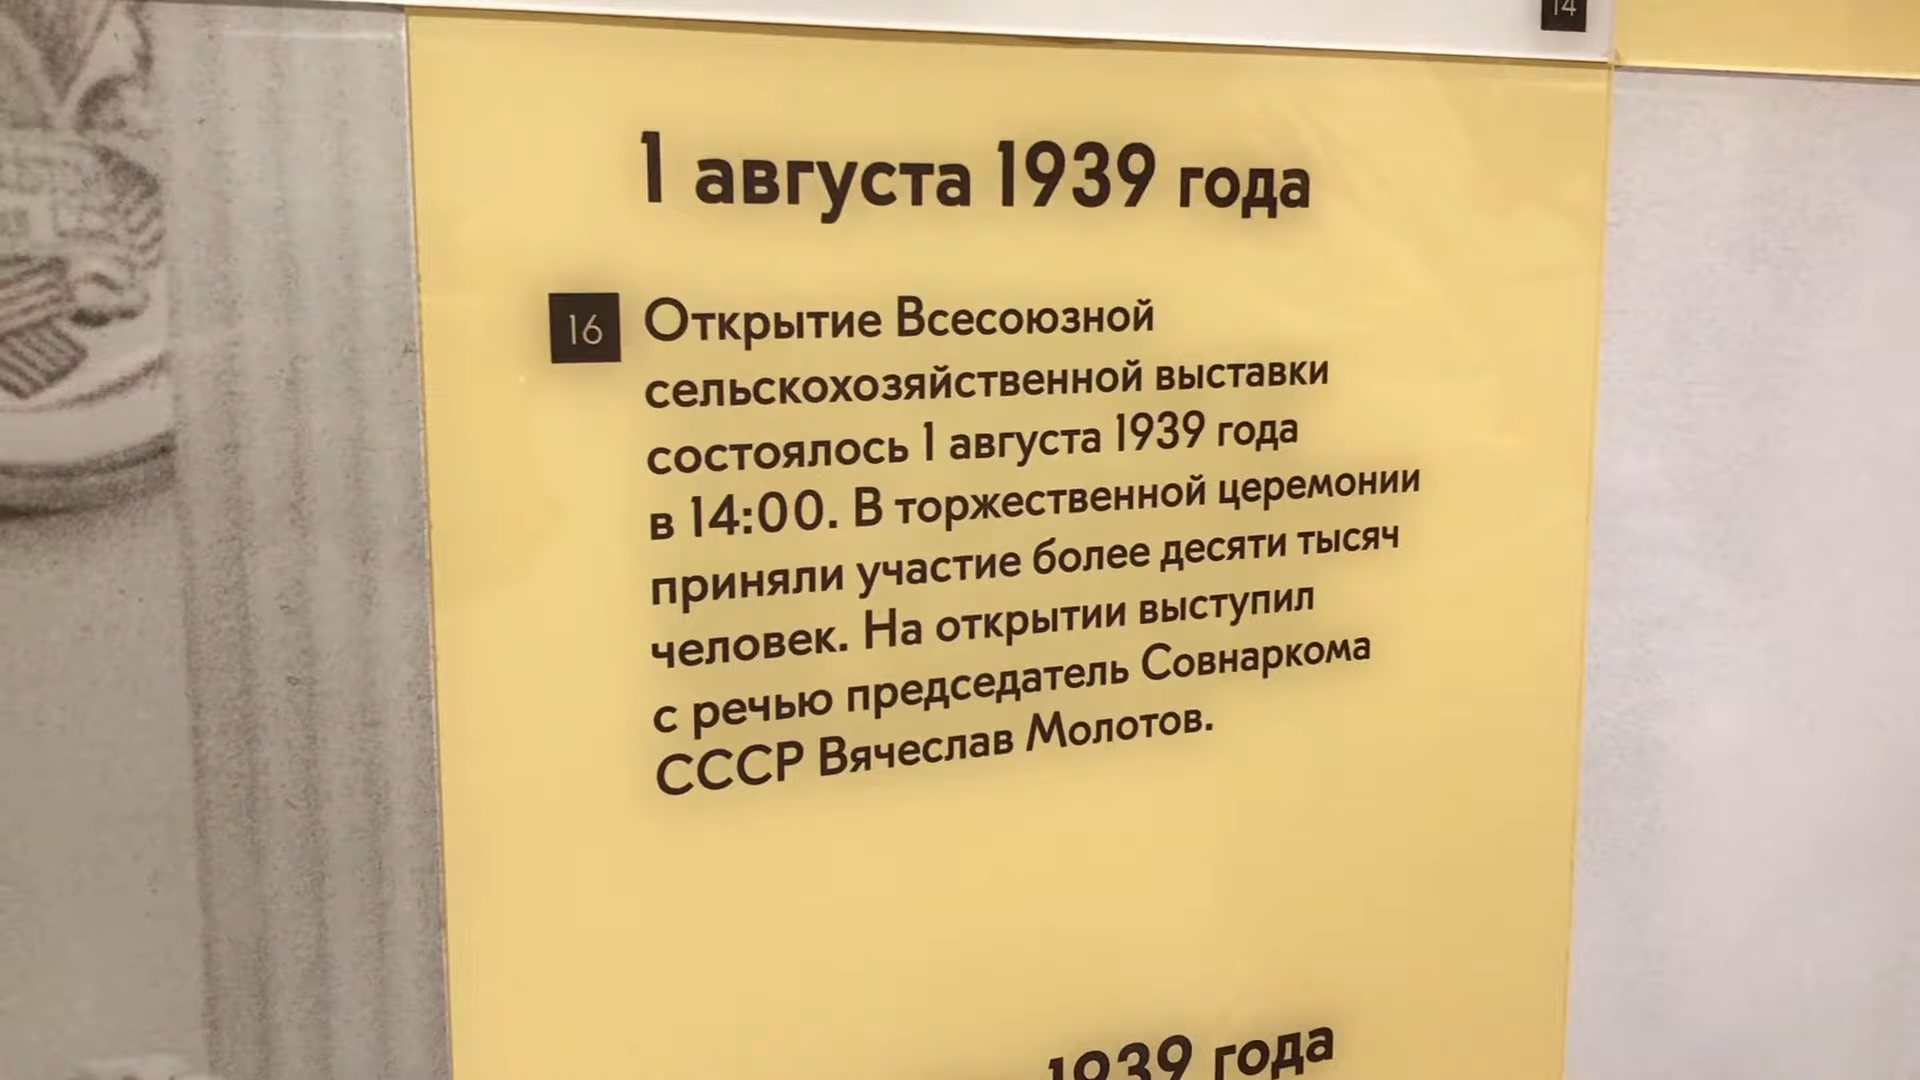 14
1 августа 1939 года
16
Открытие Всесоюзной
сельскохозяйственной выставки
состоялось 1 августа 1939 года
в 14:00. В торжественной церемонии
приняли участие более десяти тысяч
человек. На открытии выступил
с речью председатель Совнаркома
СССР Вячеслав Молотов.
1939 года